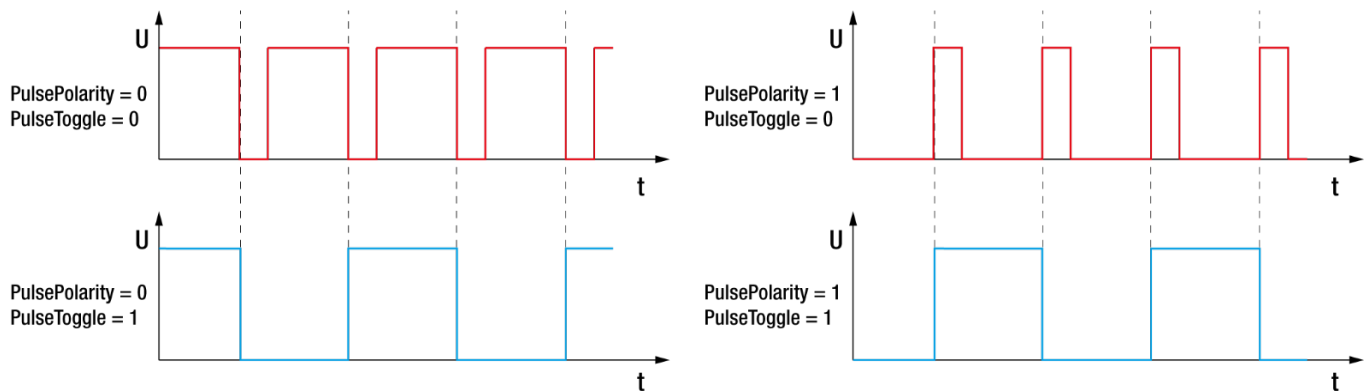 U
PulsePolarity = 0
PulseToggle = 0
t
U
PulsePolarity = 1
PulseToggle = 0
t
U
PulsePolarity = 0
PulseToggle = 1
t
U
PulsePolarity = 1
PulseToggle = 1
t